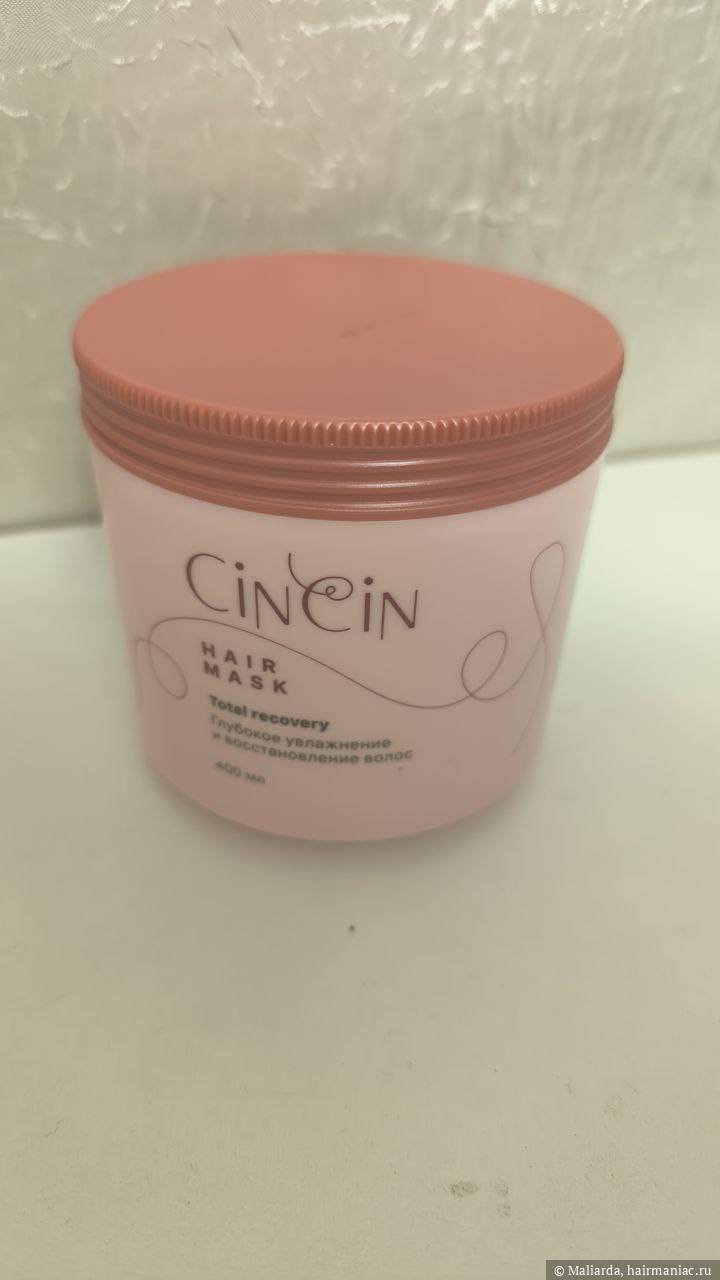 CinCin
HAIR
MASK
Total recovery
Глубокое увлажнение
и восстановление волос
400 мл
© Maliarda, hairmaniac.ru